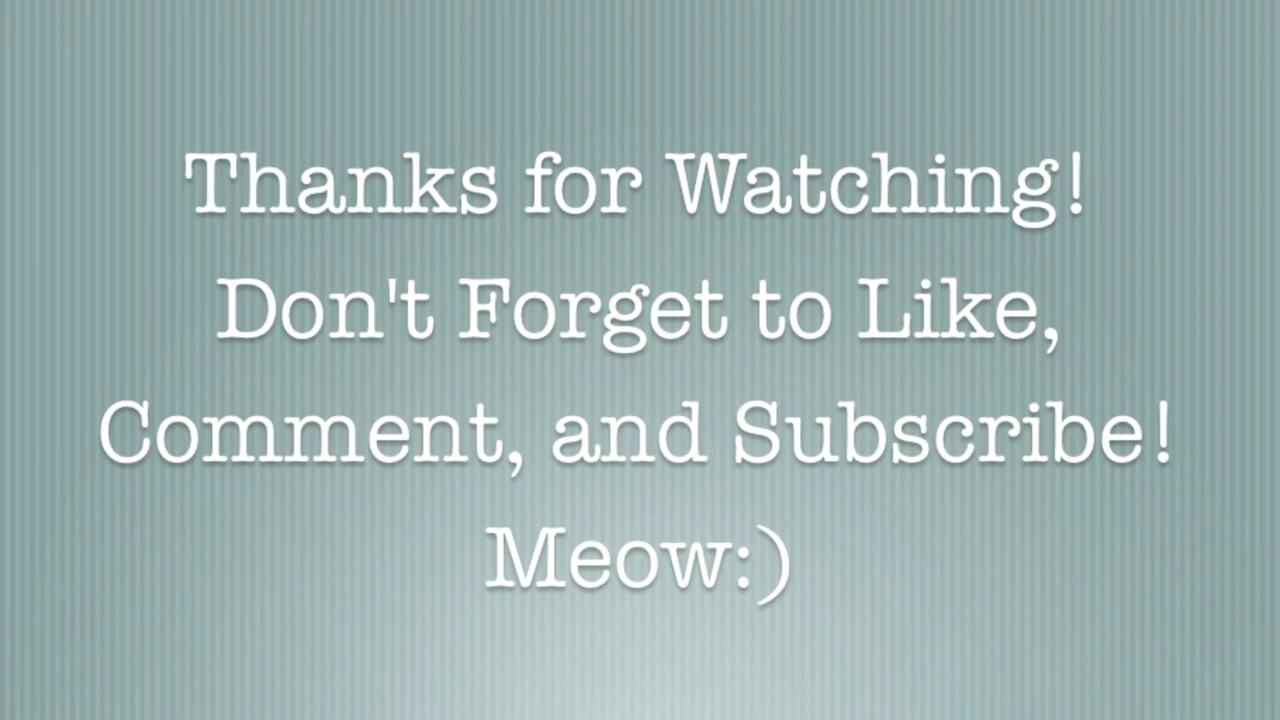 Thanks for Watching!
Don't Forget to Like,
Comment, and Subscribe!
Meow:)